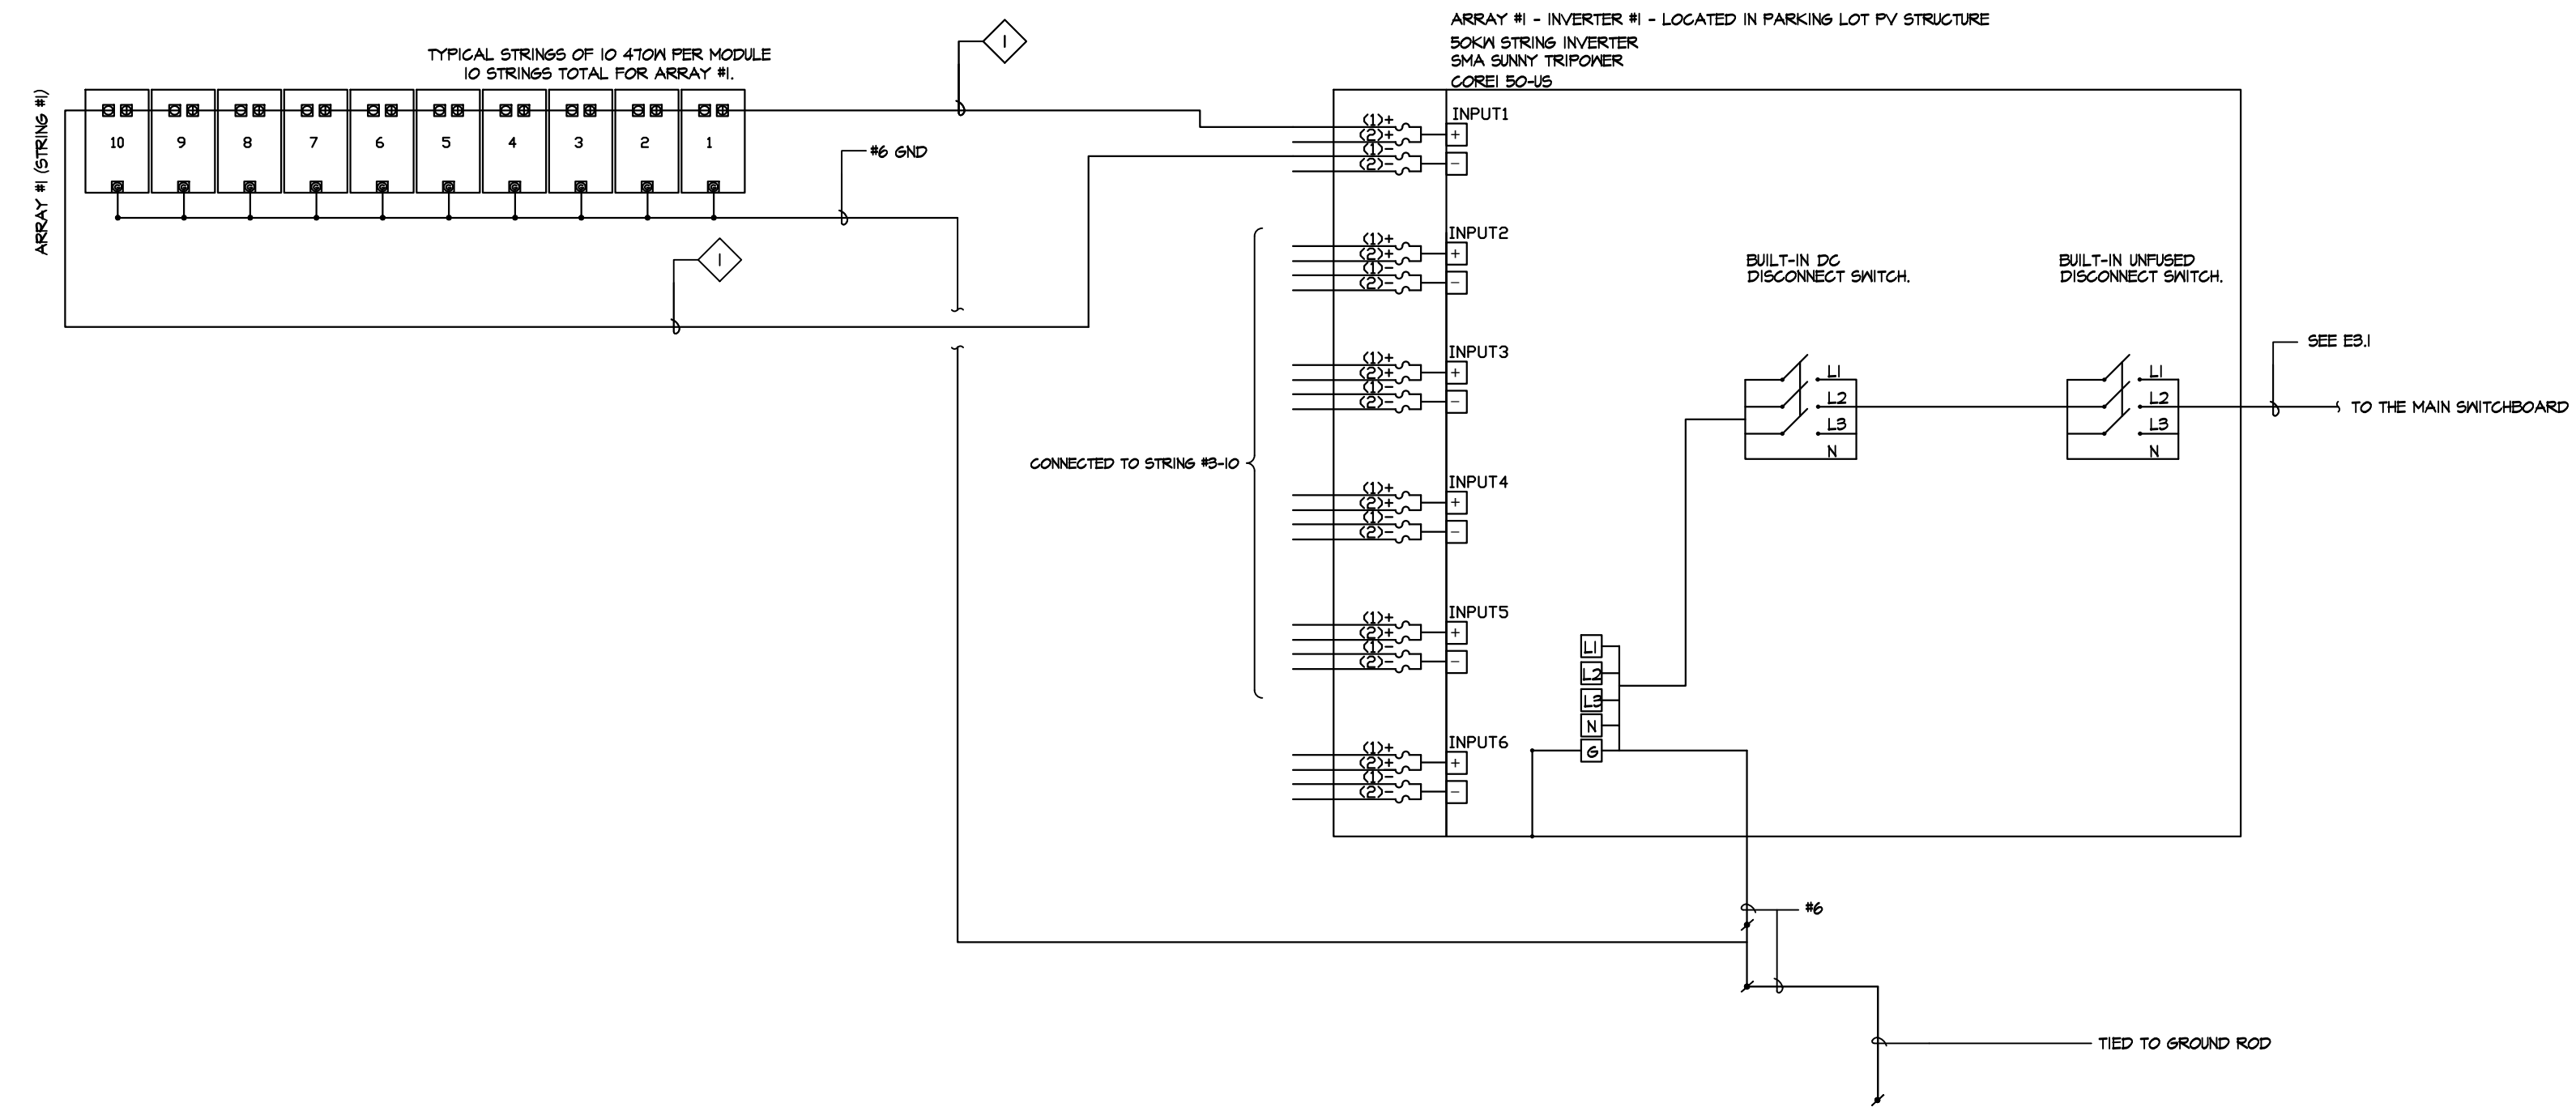 ARRAY #1 - INVERTER #1 - LOCATED IN PARKING LOT PV STRUCTURE
50KW STRING INVERTER
SMA SUNNY TRIPOWER
CORE1 50-US
TYPICAL STRINGS OF 10 470W PER MODULE
10 STRINGS TOTAL FOR ARRAY #1.
1
ARRAY #1 (STRING #1)
10 9 8 7 6 5 4 3 2 1
G G G G G G G G G G
#6 GND
1
INPUT1
(1)+
(2)+
(1)-
(2)-
+
-
INPUT2
(1)+
(2)+
(1)-
(2)-
+
-
INPUT3
(1)+
(2)+
(1)-
(2)-
+
-
CONNECTED TO STRING #3-10
INPUT4
(1)+
(2)+
(1)-
(2)-
+
-
INPUT5
(1)+
(2)+
(1)-
(2)-
+
-
INPUT6
(1)+
(2)+
(1)-
(2)-
+
-
BUILT-IN DC
DISCONNECT SWITCH.
L1
L2
L3
N
BUILT-IN UNFUSED
DISCONNECT SWITCH.
L1
L2
L3
N
SEE E3.1
TO THE MAIN SWITCHBOARD
L1
L2
L3
N
G
#6
TIED TO GROUND ROD